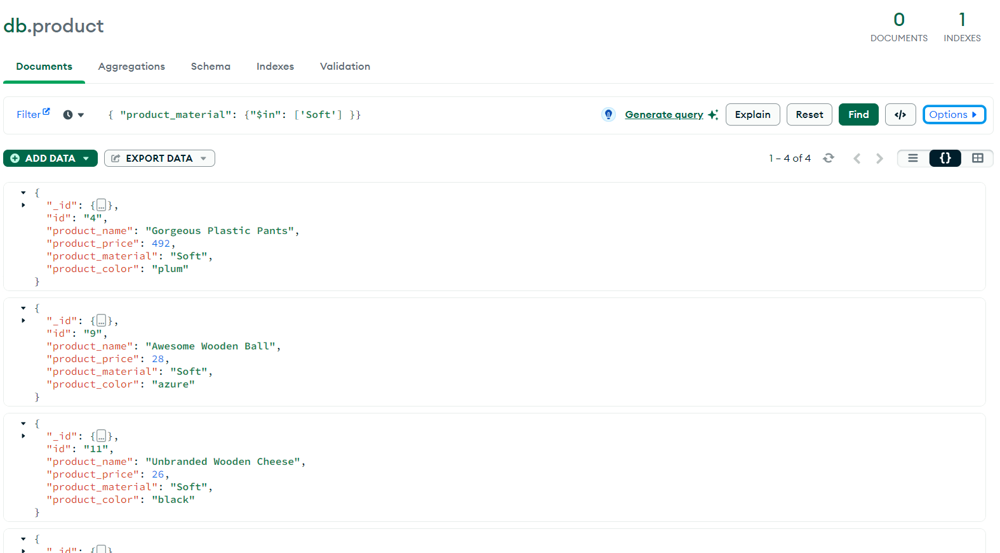 db.product
0 1
DOCUMENTS INDEXES
Documents Aggregations Schema Indexes Validation
Filter { "product_material": {"$in": ['Soft'] }} Generate query Explain Reset Find </> Options
ADD DATA EXPORT DATA 1 – 4 of 4 {}
{
"_id": {…},
"id": "4",
"product_name": "Gorgeous Plastic Pants",
"product_price": 492,
"product_material": "Soft",
"product_color": "plum"
}
{
"_id": {…},
"id": "9",
"product_name": "Awesome Wooden Ball",
"product_price": 28,
"product_material": "Soft",
"product_color": "azure"
}
{
"_id": {…},
"id": "11",
"product_name": "Unbranded Wooden Cheese",
"product_price": 26,
"product_material": "Soft",
"product_color": "black"
}
{
"_id": {…},